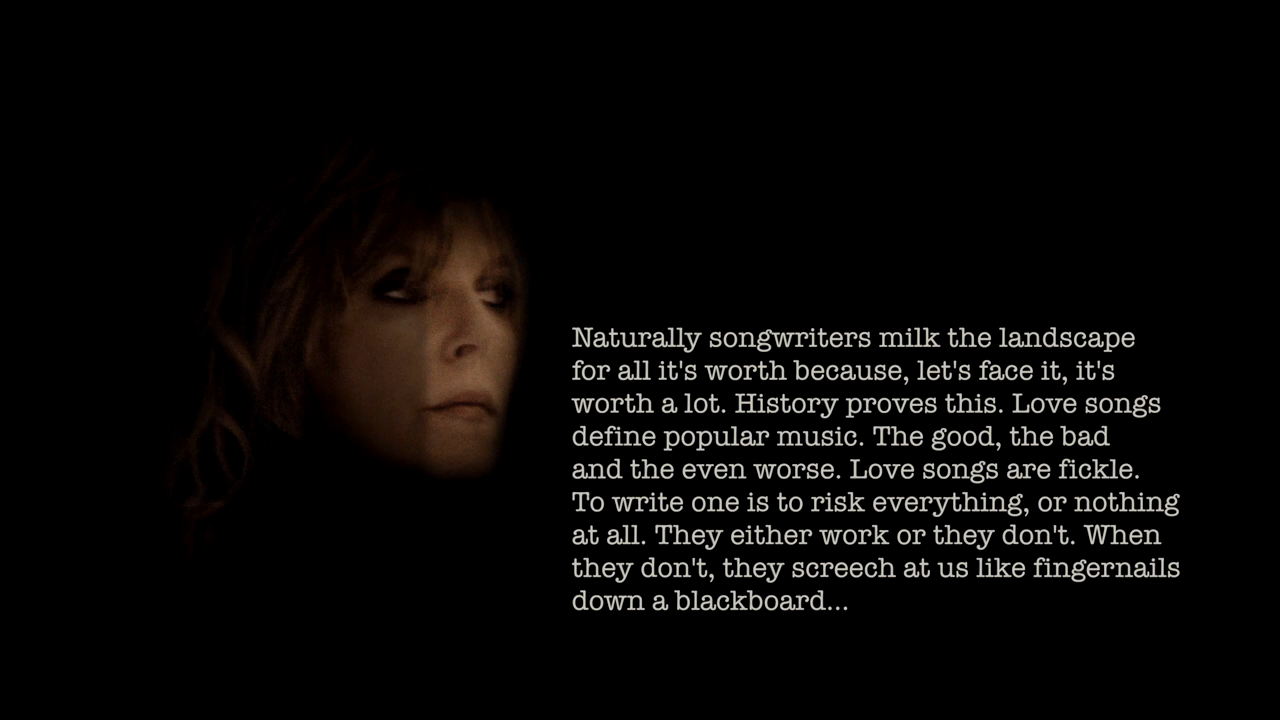 Naturally songwriters milk the landscape
for all it's worth because, let's face it, it's
worth a lot. History proves this. Love songs
define popular music. The good, the bad
and the even worse. Love songs are fickle.
To write one is to risk everything, or nothing
at all. They either work or they don't. When
they don't, they screech at us like fingernails
down a blackboard...